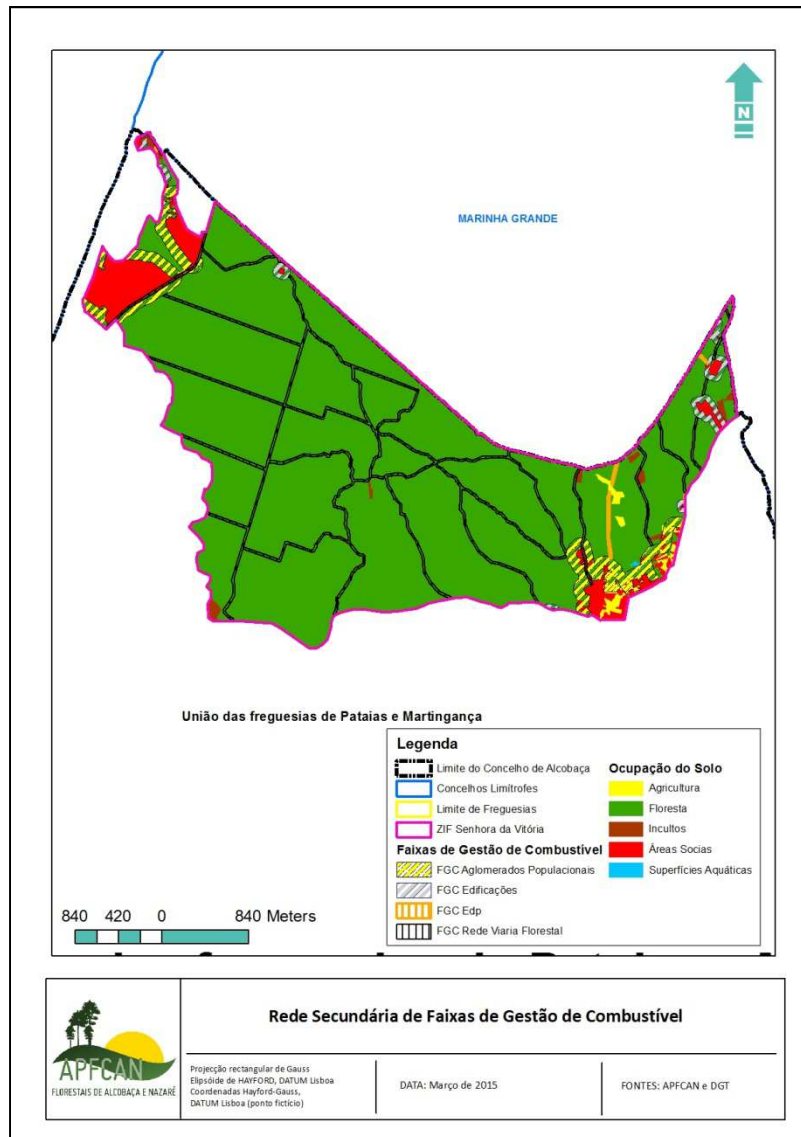 N
MARINHA GRANDE
União das freguesias de Pataias e Martingança
Legenda
Limite do Concelho de Alcobaça
Concelhos Limítrofes
Limite de Freguesias
ZIF Senhora da Vitória
Faixas de Gestão de Combustível
FGC Aglomerados Populacionais
FGC Edificações
FGC Edp
FGC Rede Viaria Florestal
Ocupação do Solo
Agricultura
Floresta
Incultos
Áreas Socias
Superfícies Aquáticas
840 420 0 840 Meters
APFCAN
FLORESTAIS DE ALCOBAÇA E NAZARÉ
Rede Secundária de Faixas de Gestão de Combustível
Projecção rectangular de Gauss
Elipsóide de HAYFORD, DATUM Lisboa
Coordenadas Hayford-Gauss,
DATUM Lisboa (ponto fictício)
DATA: Março de 2015
FONTES: APFCAN e DGT